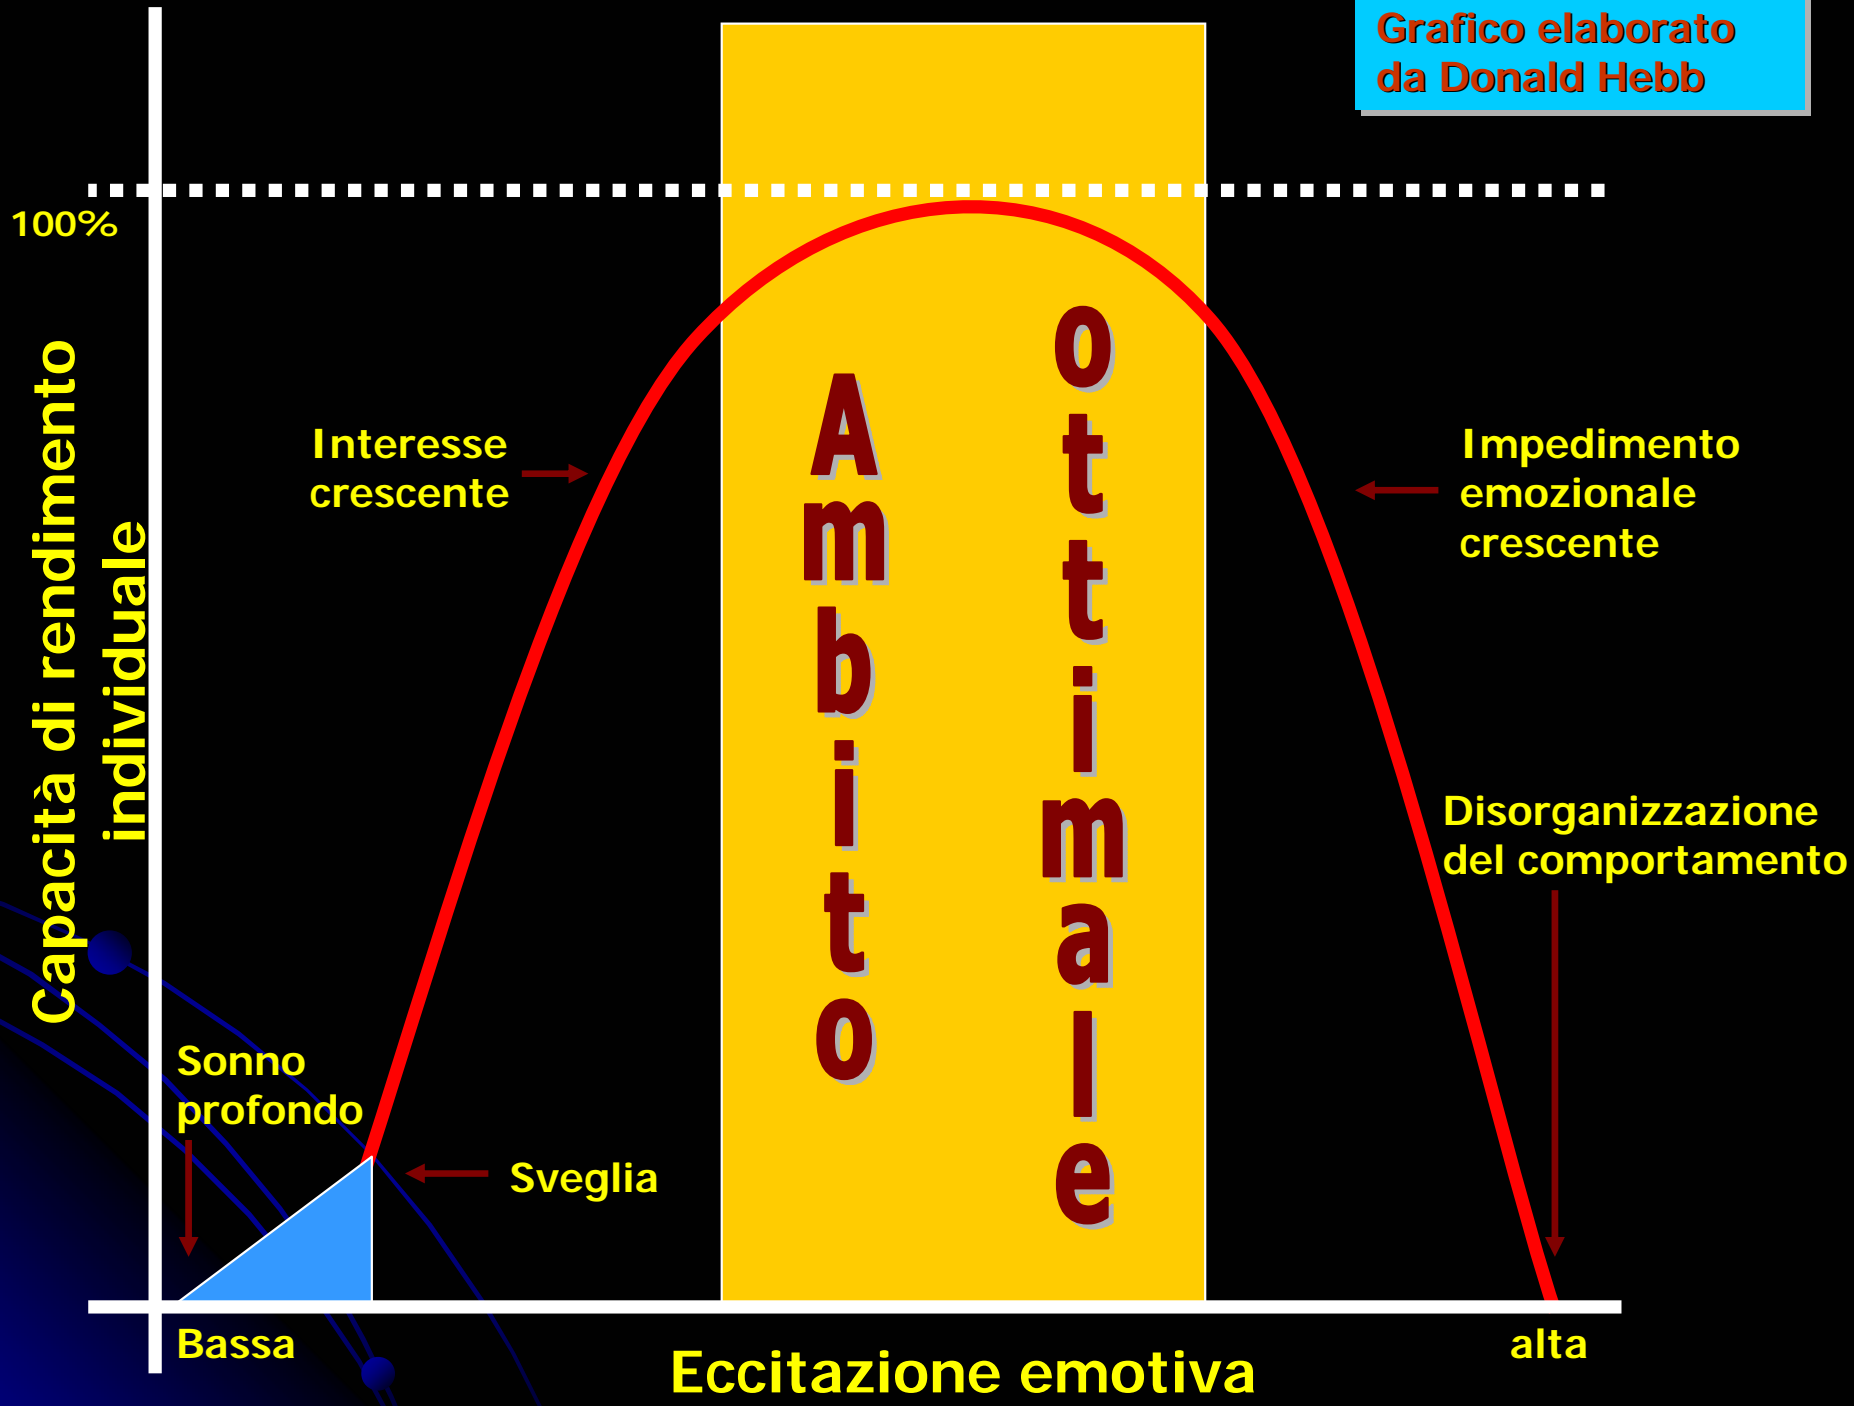 Grafico elaborato
da Donald Hebb
100%
Capacità di rendimento
individuale
Interesse
crescente
Ambito
ottimale
Impedimento
emozionale
crescente
Disorganizzazione
del comportamento
Sonno
profondo
Sveglia
Bassa
Eccitazione emotiva
alta